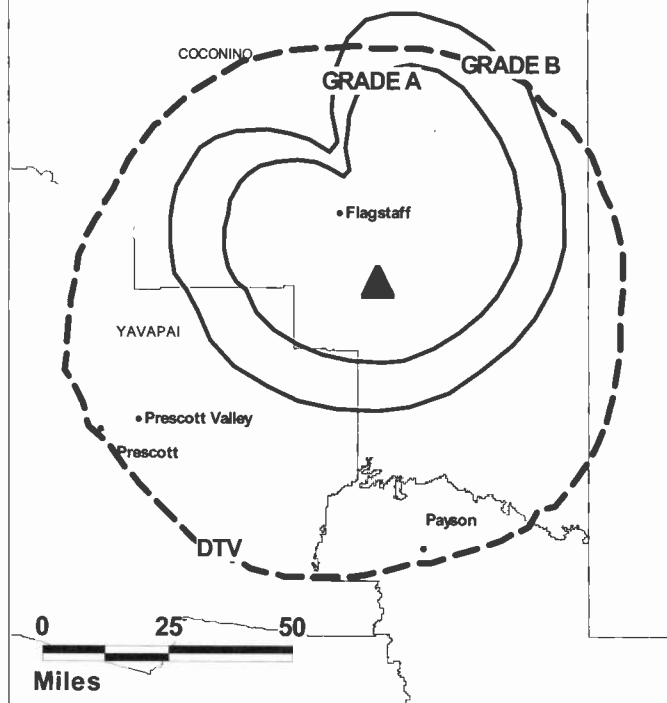 COCONINO
GRADE B
GRADE A
Flagstaff
YAVAPAI
Prescott Valley
Prescott
Payson
DTV
0 25 50
Miles